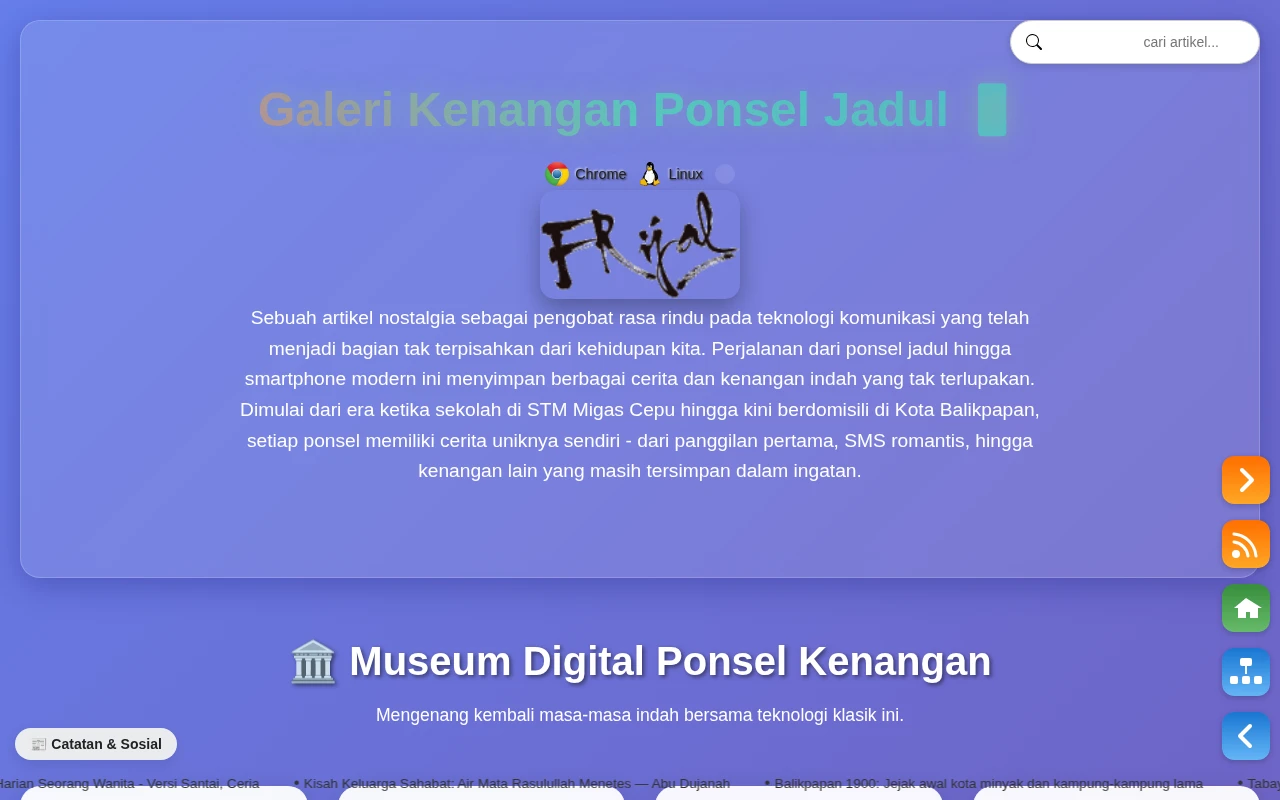 cari artikel...
Galeri Kenangan Ponsel Jadul
Chrome Linux
FRijal
Sebuah artikel nostalgia sebagai pengobat rasa rindu pada teknologi komunikasi yang telah
menjadi bagian tak terpisahkan dari kehidupan kita. Perjalanan dari ponsel jadul hingga
smartphone modern ini menyimpan berbagai cerita dan kenangan indah yang tak terlupakan.
Dimulai dari era ketika sekolah di STM Migas Cepu hingga kini berdomisili di Kota Balikpapan,
setiap ponsel memiliki cerita uniknya sendiri - dari panggilan pertama, SMS romantis, hingga
kenangan lain yang masih tersimpan dalam ingatan.
🏛️ Museum Digital Ponsel Kenangan
Mengenang kembali masa-masa indah bersama teknologi klasik ini.
📰 Catatan & Sosial
Harian Seorang Wanita - Versi Santai, Ceria • Kisah Keluarga Sahabat: Air Mata Rasulullah Menetes — Abu Dujanah • Balikpapan 1900: Jejak awal kota minyak dan kampung-kampung lama •